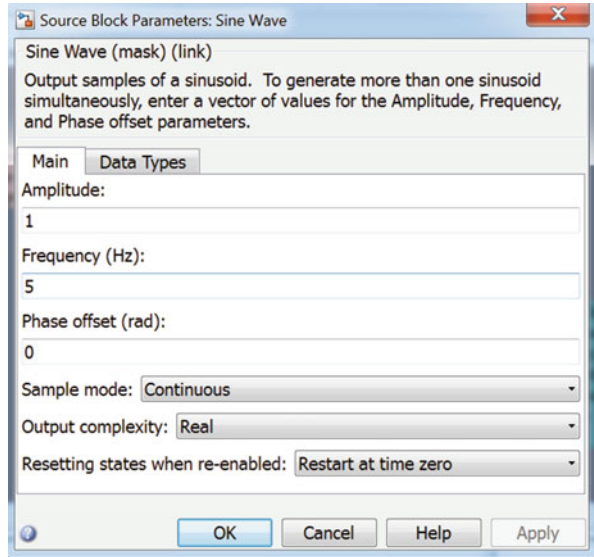 Source Block Parameters: Sine Wave
Sine Wave (mask) (link)
Output samples of a sinusoid. To generate more than one sinusoid
simultaneously, enter a vector of values for the Amplitude, Frequency,
and Phase offset parameters.
Main Data Types
Amplitude:
1
Frequency (Hz):
5
Phase offset (rad):
0
Sample mode: Continuous
Output complexity: Real
Resetting states when re-enabled: Restart at time zero
OK Cancel Help Apply